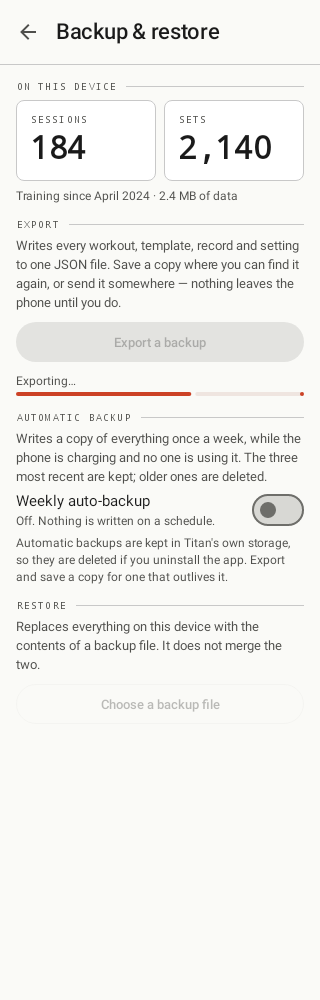 Backup & restore
ON THIS DEVICE
SESSIONS
184
SETS
2,140
Training since April 2024 · 2.4 MB of data
EXPORT
Writes every workout, template, record and setting
to one JSON file. Save a copy where you can find it
again, or send it somewhere — nothing leaves the
phone until you do.
Export a backup
Exporting…
AUTOMATIC BACKUP
Writes a copy of everything once a week, while the
phone is charging and no one is using it. The three
most recent are kept; older ones are deleted.
Weekly auto-backup
Off. Nothing is written on a schedule.
Automatic backups are kept in Titan's own storage,
so they are deleted if you uninstall the app. Export
and save a copy for one that outlives it.
RESTORE
Replaces everything on this device with the
contents of a backup file. It does not merge the
two.
Choose a backup file